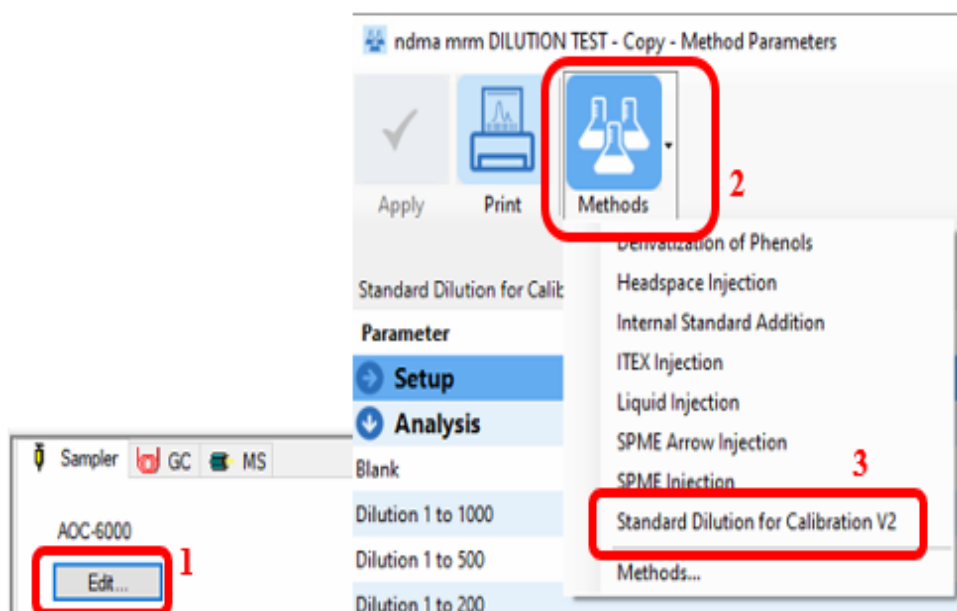 ndma mrm DILUTION TEST - Copy - Method Parameters
Apply
Print
Methods
2
Derivatization of Phenols
Headspace Injection
Internal Standard Addition
ITEX Injection
Liquid Injection
SPME Arrow Injection
SPME Injection
3
Standard Dilution for Calibration V2
Methods...
Standard Dilution for Calib
Parameter
Setup
Analysis
Blank
Dilution 1 to 1000
Dilution 1 to 500
Dilution 1 to 200
Sampler GC MS
AOC-6000
Edit...
1